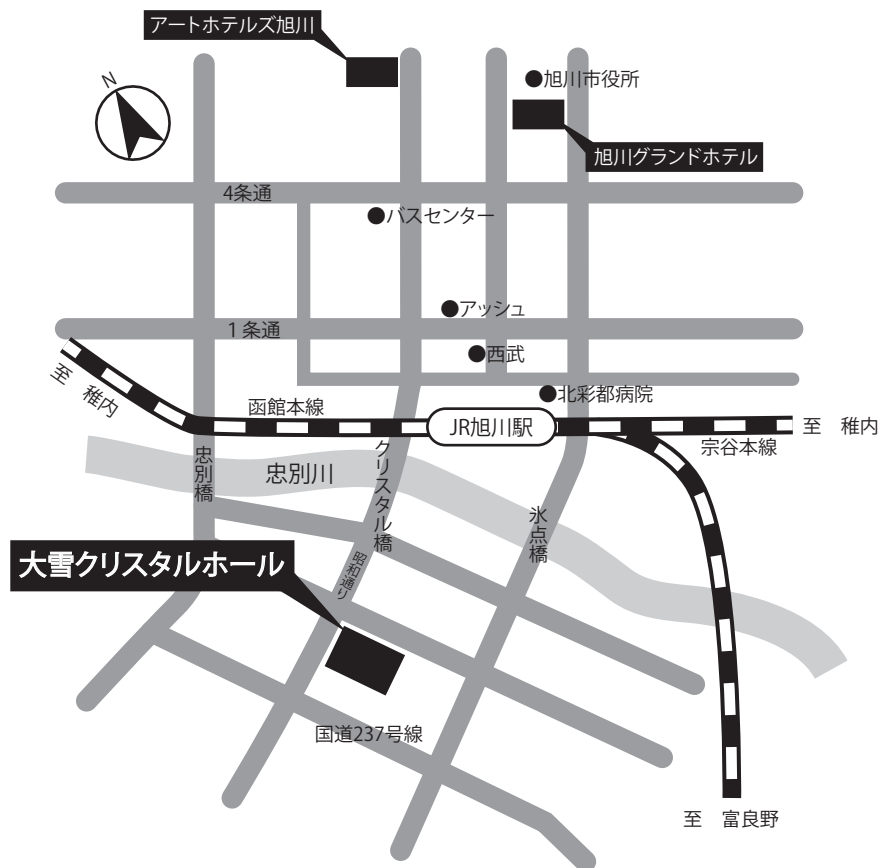 アートホテルズ旭川
N
旭川市役所
旭川グランドホテル
4条通
バスセンター
アッシュ
1条通
西武
至 稚内
北彩都病院
函館本線
JR旭川駅
至 稚内
宗谷本線
忠別橋
忠別川
クリスタル橋
氷点橋
大雪クリスタルホール
昭和通り
国道237号線
至 富良野